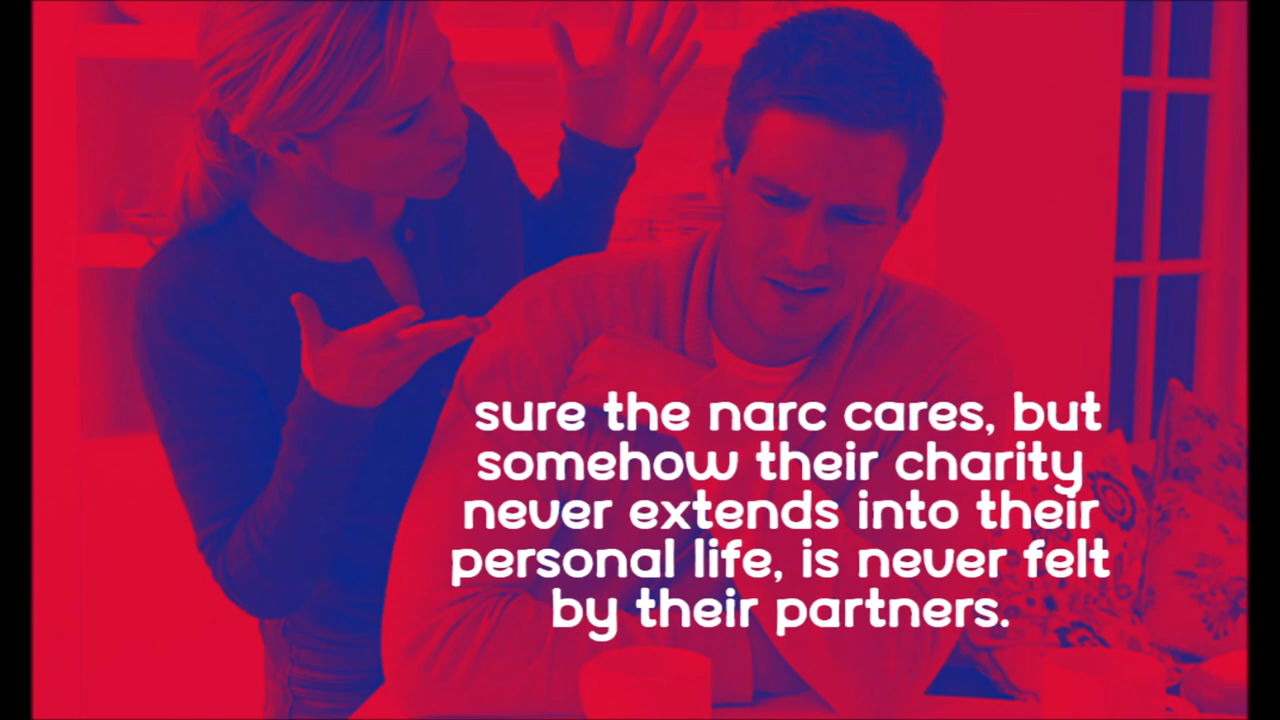 sure the narc cares, but
somehow their charity
never extends into their
personal life, is never felt
by their partners.